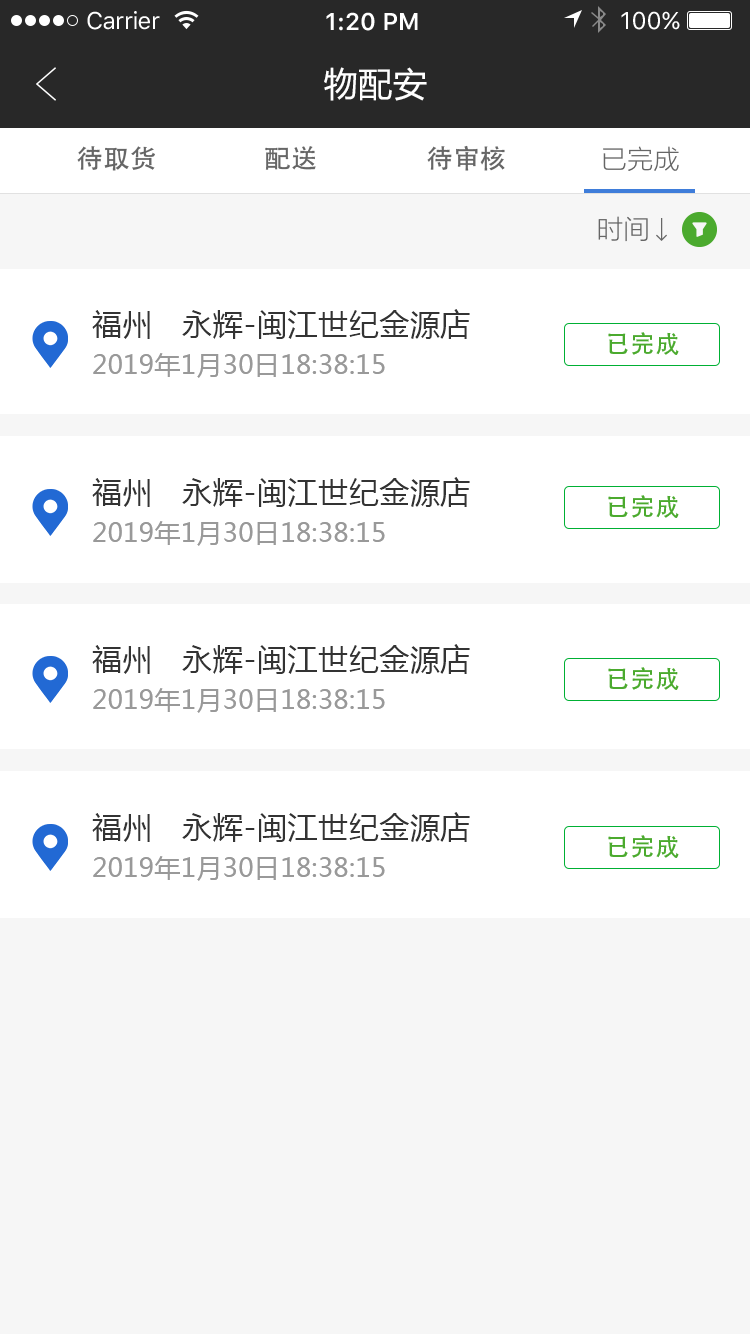 Carrier 1:20 PM 100%
物配安
待取货 配送 待审核 已完成
时间↓
福州 永辉-闽江世纪金源店
2019年1月30日18:38:15
已完成
福州 永辉-闽江世纪金源店
2019年1月30日18:38:15
已完成
福州 永辉-闽江世纪金源店
2019年1月30日18:38:15
已完成
福州 永辉-闽江世纪金源店
2019年1月30日18:38:15
已完成